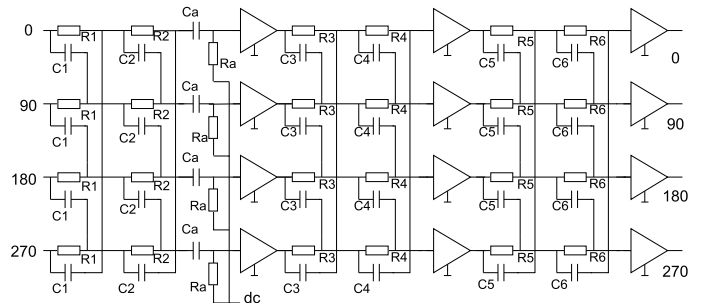 Ca
0 R1 R2 R3 R4 R5 R6
C1 C2 Ra C3 C4 C5 C6 0
Ca
90 R1 R2 R3 R4 R5 R6
C1 C2 Ra C3 C4 C5 C6 90
Ca
180 R1 R2 R3 R4 R5 R6
C1 C2 Ra C3 C4 C5 C6 180
Ca
270 R1 R2 R3 R4 R5 R6
C1 C2 Ra C3 C4 C5 C6 270
dc